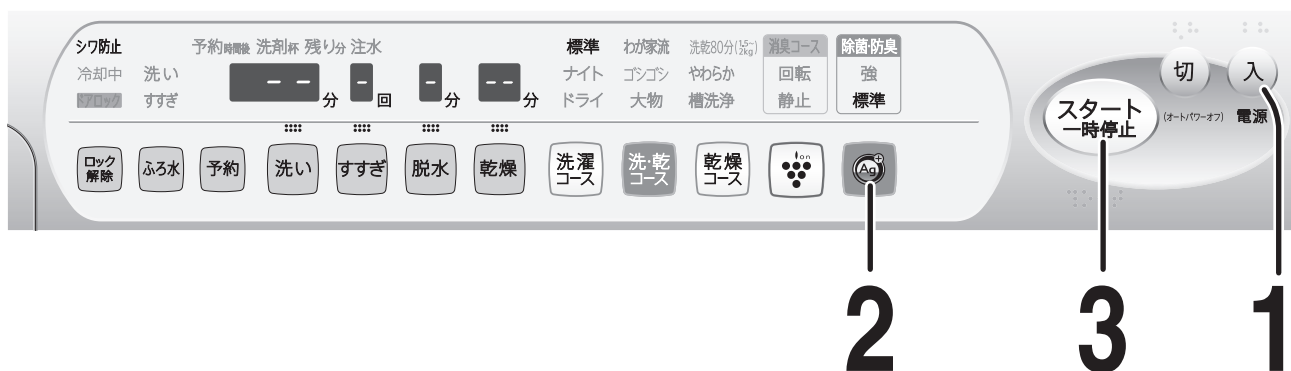 シワ防止 予約時間後 洗剤杯 残り分 注水 標準 わが家流 洗乾80分(洗〜2kg) 消臭コース 除菌防臭
冷却中 洗い ナイト ゴシゴシ やわらか 回転 強
ドアロック すすぎ -- 分 - 回 - 分 -- 分 ドライ 大物 槽洗浄 静止 標準
ロック解除 ふろ水 予約 洗い すすぎ 脱水 乾燥 洗濯コース 洗・乾コース 乾燥コース ion Ag+
スタート
一時停止
切 入
(オートパワーオフ) 電源
2 3 1